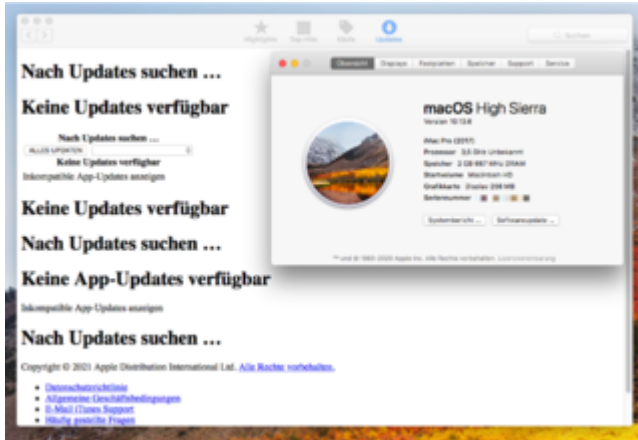 Highlights Top-Hits Käufe Updates
Suchen
Nach Updates suchen ...
Keine Updates verfügbar
Nach Updates suchen ...
ALLES UPDATEN
Keine Updates verfügbar
Inkompatible App-Updates anzeigen
Keine Updates verfügbar
Nach Updates suchen ...
Keine App-Updates verfügbar
Inkompatible App-Updates anzeigen
Nach Updates suchen ...
Copyright © 2021 Apple Distribution International Ltd. Alle Rechte vorbehalten.
Datenschutzrichtlinie
Allgemeine Geschäftsbedingungen
E-Mail iTunes Support
Häufig gestellte Fragen
Übersicht Displays Festplatten Speicher Support Service
macOS High Sierra
Version 10.13.6
iMac Pro (2017)
Prozessor 3,5 GHz Unbekannt
Speicher 2 GB 667 MHz DRAM
Startvolume Macintosh HD
Grafikkarte Display 256 MB
Seriennummer
Systembericht ... Softwareupdate ...
™ und © 1983-2020 Apple Inc. Alle Rechte vorbehalten. Lizenzvereinbarung